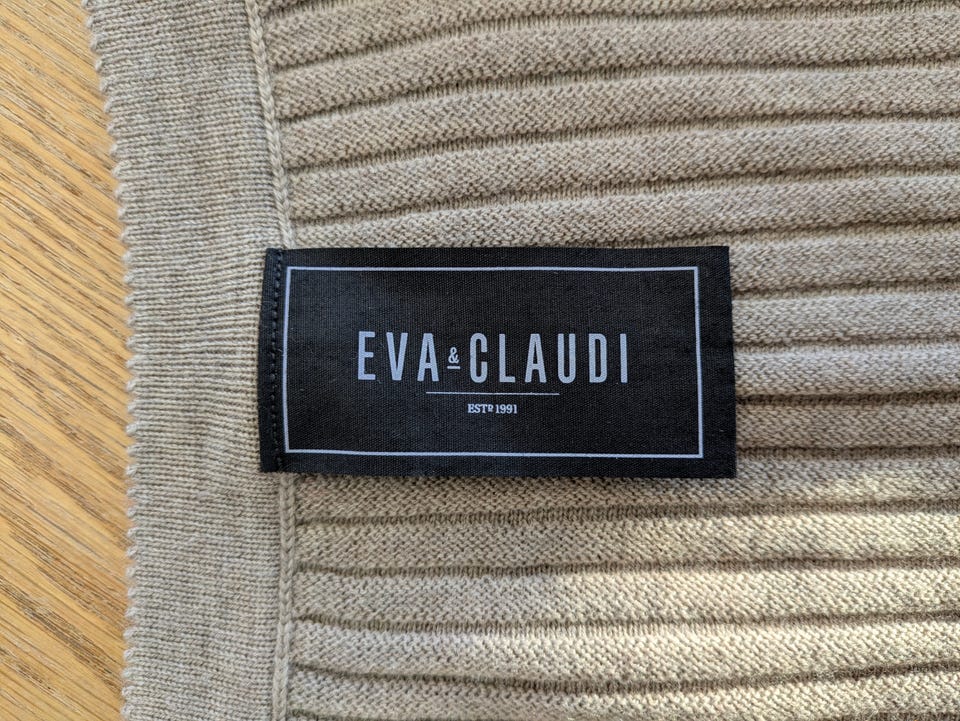 EVA & CLAUDI
ESTD 1991